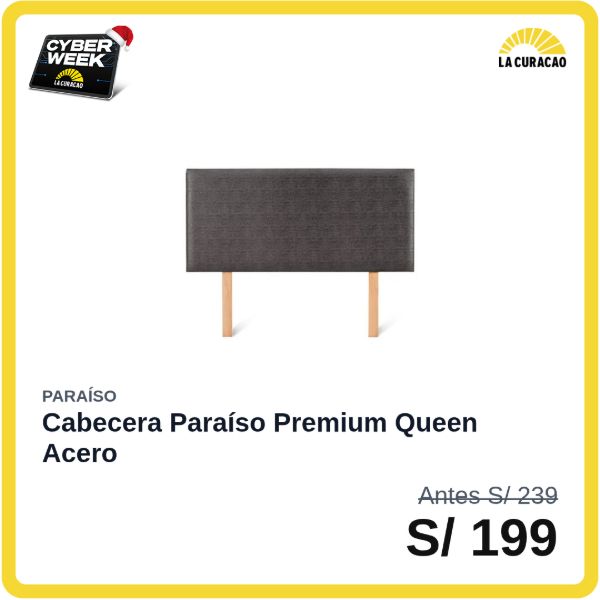 CYBER
WEEK
LA CURACAO
LA CURACAO
PARAÍSO
Cabecera Paraíso Premium Queen
Acero
Antes S/ 239
S/ 199